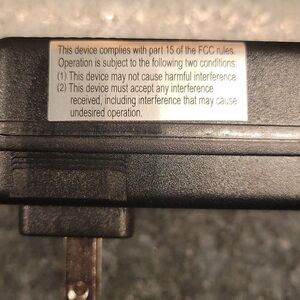 This device complies with part 15 of the FCC rules.
Operation is subject to the following two conditions:
(1) This device may not cause harmful interference
(2) This device must accept any interference
received, including interference that may cause
undesired operation.